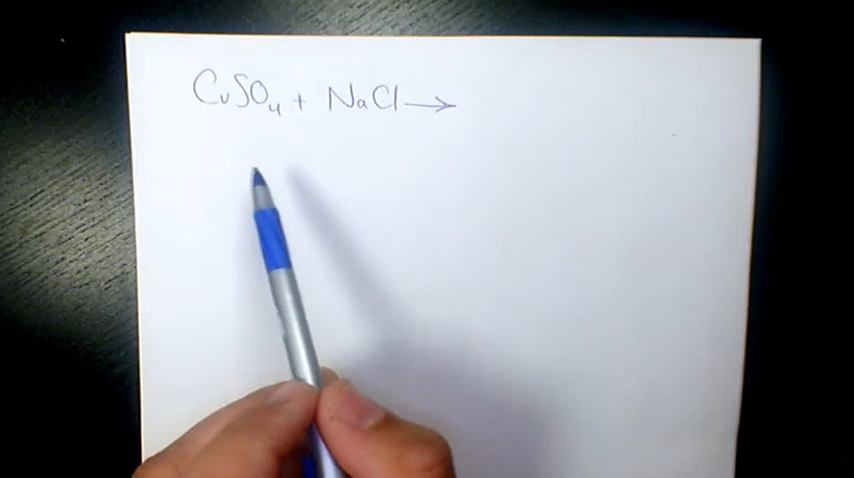 CuSO₄ + NaCl →